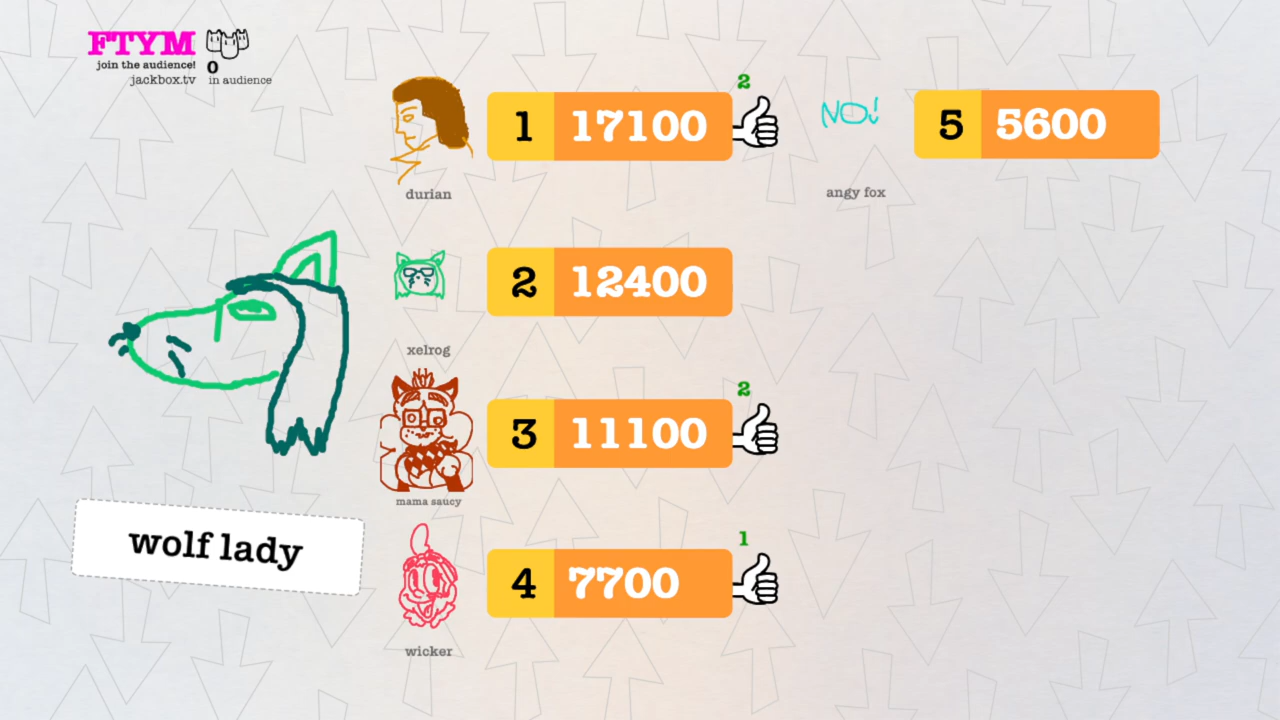 FTYM
join the audience!
jackbox.tv
0
in audience
1 17100
2
durian
NO!
5 5600
angy fox
2 12400
xelrog
3 11100
2
mama saucy
4 7700
1
wicker
wolf lady